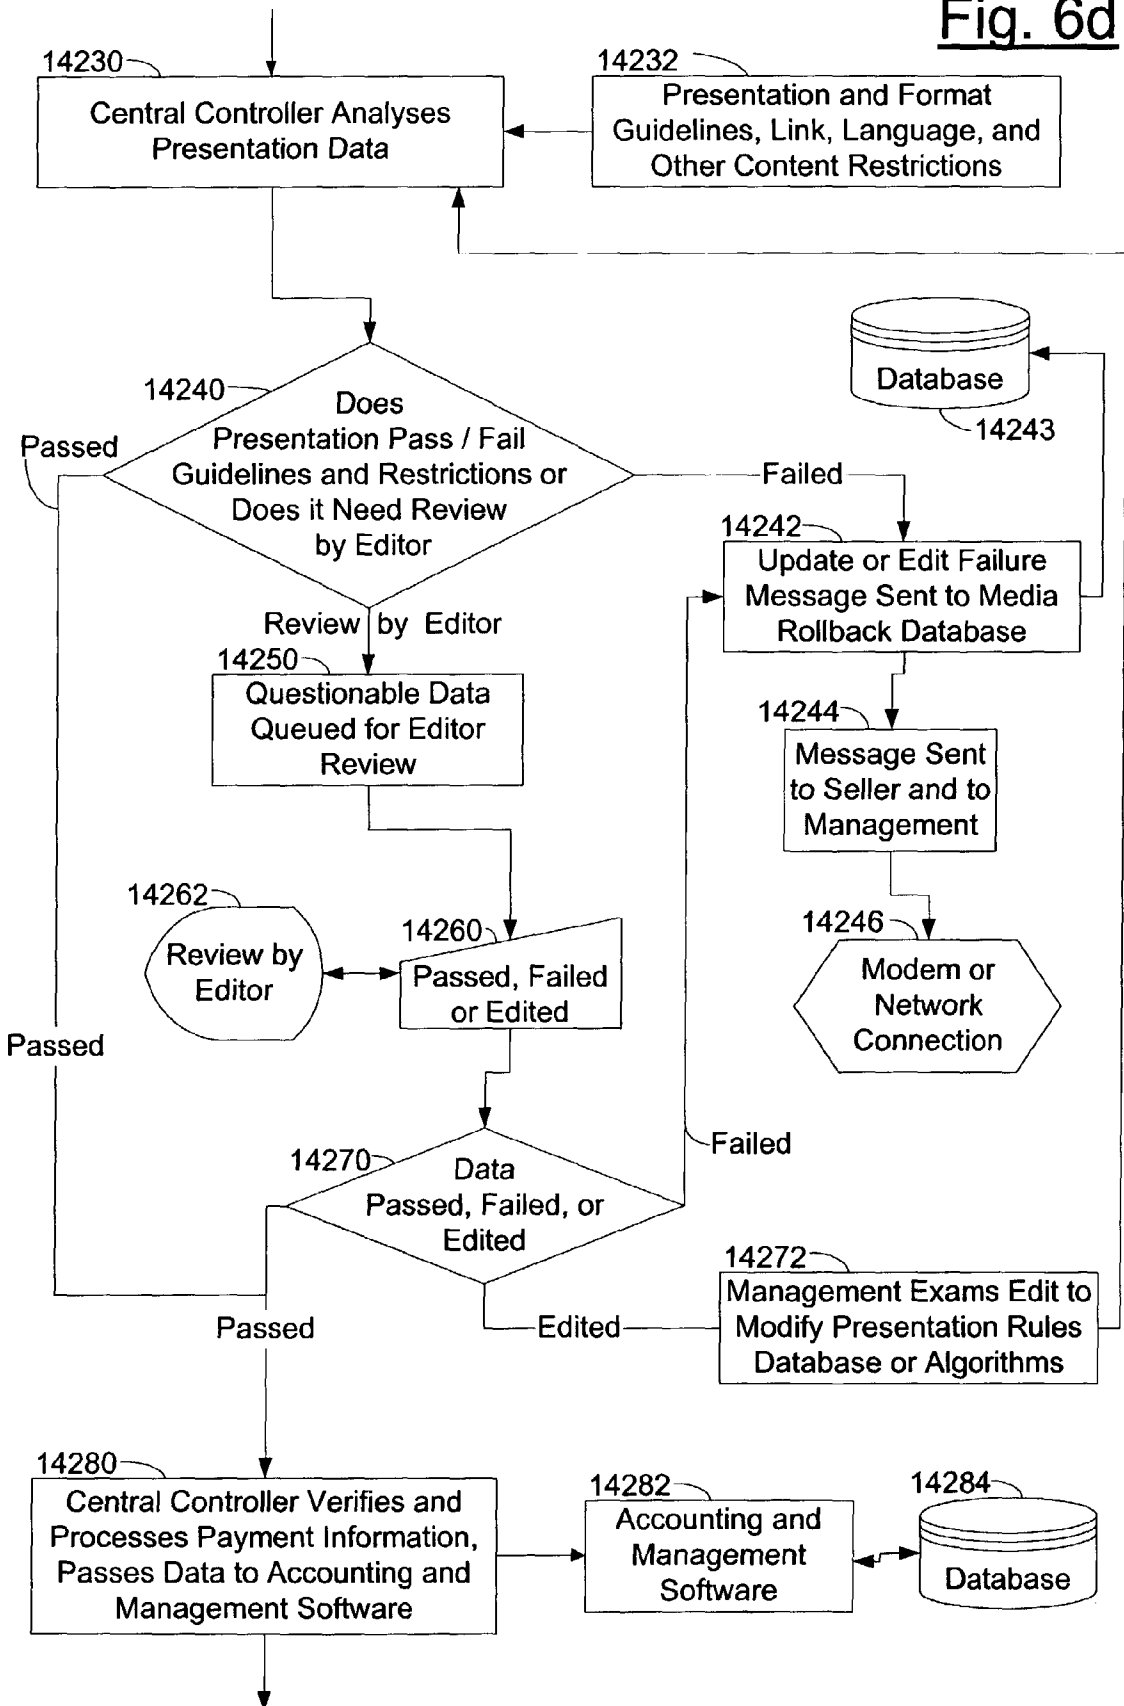 Fig. 6d
14230
Central Controller Analyses
Presentation Data
14232
Presentation and Format
Guidelines, Link, Language, and
Other Content Restrictions
Database
14243
14240
Does
Presentation Pass / Fail
Guidelines and Restrictions or
Does it Need Review
by Editor
Passed
Failed
14242
Update or Edit Failure
Message Sent to Media
Rollback Database
Review by Editor
14250
Questionable Data
Queued for Editor
Review
14244
Message Sent
to Seller and to
Management
14262
Review by
Editor
14260
Passed, Failed
or Edited
14246
Modem or
Network
Connection
Passed
Failed
14270
Data
Passed, Failed, or
Edited
14272
Management Exams Edit to
Modify Presentation Rules
Database or Algorithms
Passed
Edited
14280
Central Controller Verifies and
Processes Payment Information,
Passes Data to Accounting and
Management Software
14282
Accounting and
Management
Software
14284
Database